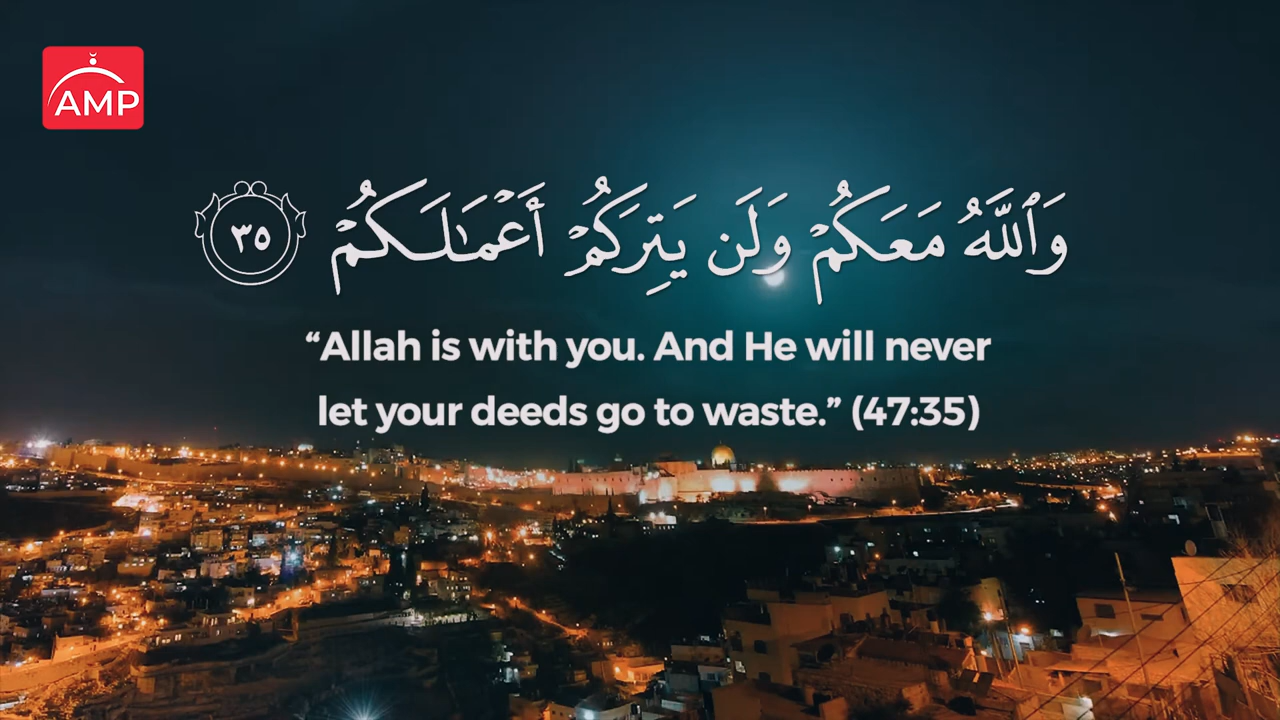 AMP
وَٱللَّهُ مَعَكُمْ وَلَن يَتِرَكُمْ أَعْمَـٰلَكُمْ ٣٥
“Allah is with you. And He will never
let your deeds go to waste.” (47:35)